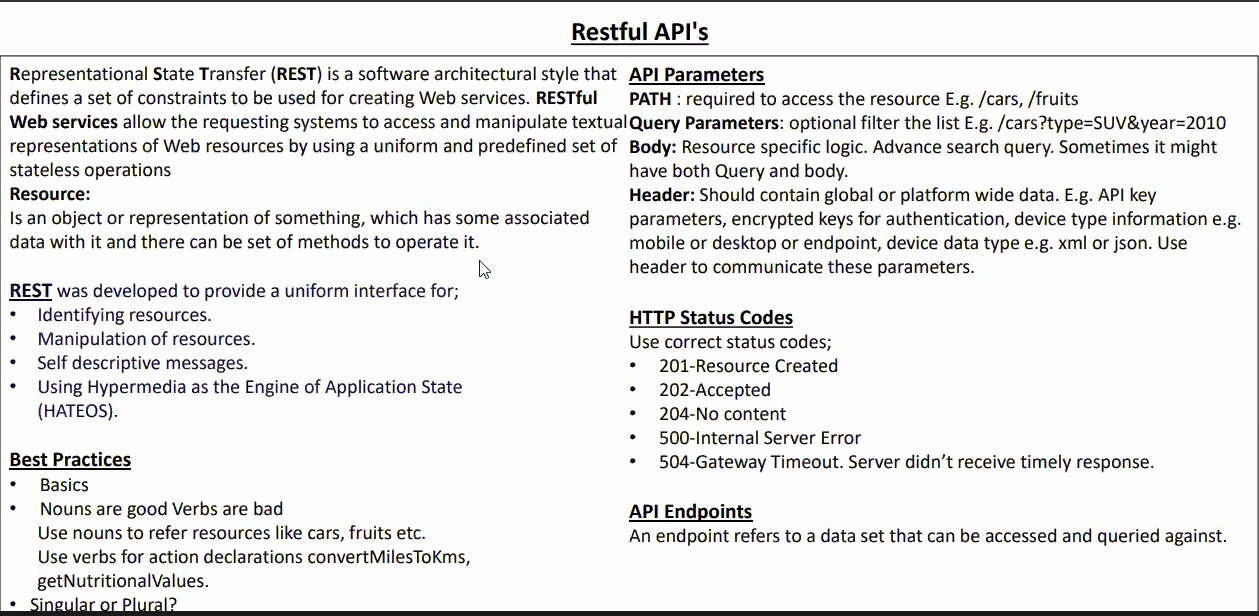 Restful API's
Representational State Transfer (REST) is a software architectural style that
defines a set of constraints to be used for creating Web services. RESTful
Web services allow the requesting systems to access and manipulate textual
representations of Web resources by using a uniform and predefined set of
stateless operations
Resource:
Is an object or representation of something, which has some associated
data with it and there can be set of methods to operate it.
REST was developed to provide a uniform interface for;
• Identifying resources.
• Manipulation of resources.
• Self descriptive messages.
• Using Hypermedia as the Engine of Application State
(HATEOS).
Best Practices
• Basics
• Nouns are good Verbs are bad
Use nouns to refer resources like cars, fruits etc.
Use verbs for action declarations convertMilesToKms,
getNutritionalValues.
• Singular or Plural?
API Parameters
PATH : required to access the resource E.g. /cars, /fruits
Query Parameters: optional filter the list E.g. /cars?type=SUV&year=2010
Body: Resource specific logic. Advance search query. Sometimes it might
have both Query and body.
Header: Should contain global or platform wide data. E.g. API key
parameters, encrypted keys for authentication, device type information e.g.
mobile or desktop or endpoint, device data type e.g. xml or json. Use
header to communicate these parameters.
HTTP Status Codes
Use correct status codes;
• 201-Resource Created
• 202-Accepted
• 204-No content
• 500-Internal Server Error
• 504-Gateway Timeout. Server didn’t receive timely response.
API Endpoints
An endpoint refers to a data set that can be accessed and queried against.